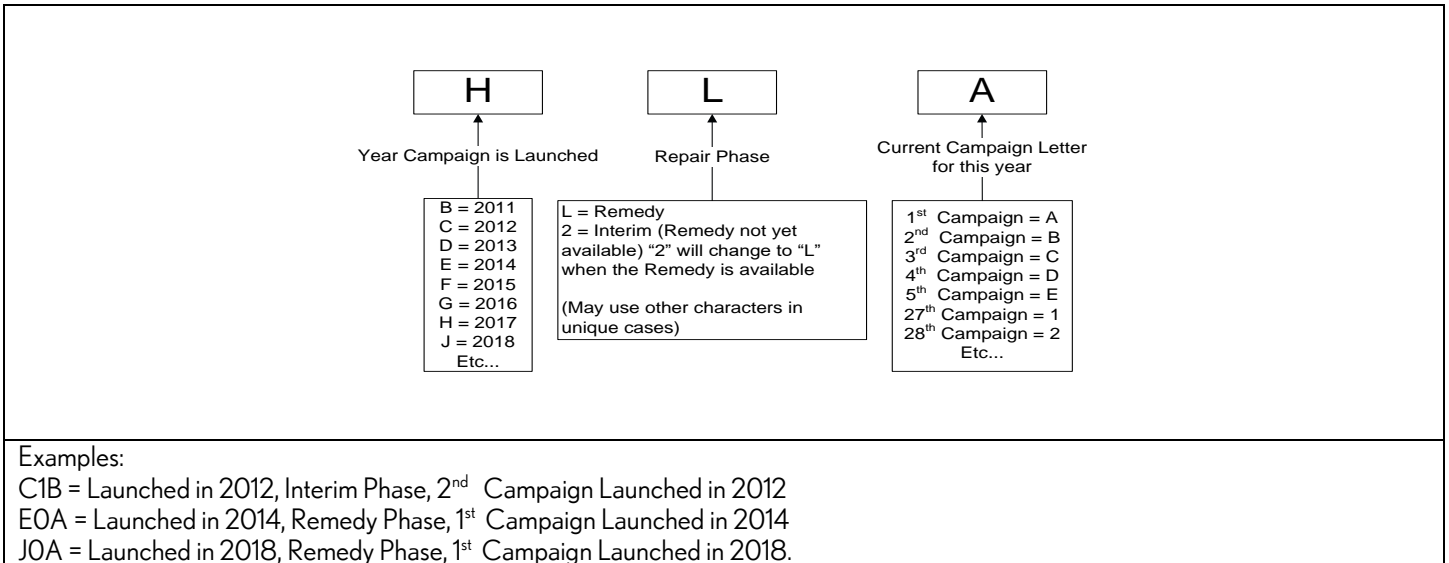 H L A
Year Campaign is Launched
Repair Phase
Current Campaign Letter
for this year
B = 2011
C = 2012
D = 2013
E = 2014
F = 2015
G = 2016
H = 2017
J = 2018
Etc...
L = Remedy
2 = Interim (Remedy not yet
available) “2” will change to “L”
when the Remedy is available
(May use other characters in
unique cases)
1st Campaign = A
2nd Campaign = B
3rd Campaign = C
4th Campaign = D
5th Campaign = E
27th Campaign = 1
28th Campaign = 2
Etc...
Examples:
C1B = Launched in 2012, Interim Phase, 2nd Campaign Launched in 2012
E0A = Launched in 2014, Remedy Phase, 1st Campaign Launched in 2014
J0A = Launched in 2018, Remedy Phase, 1st Campaign Launched in 2018.